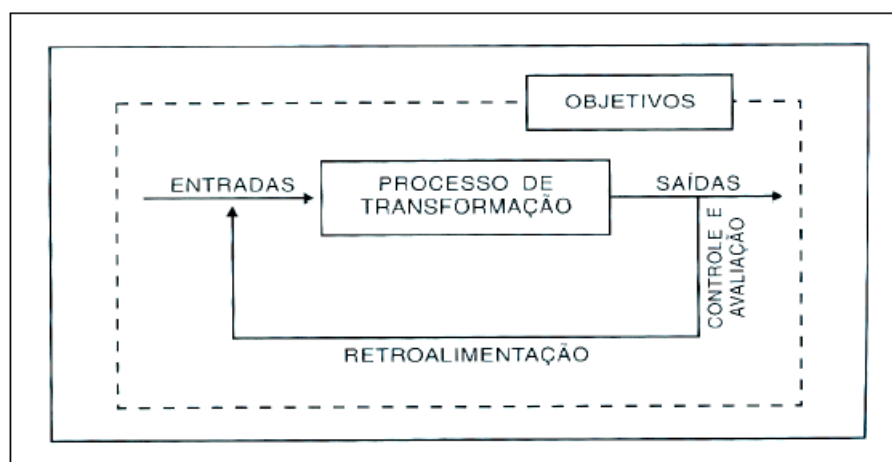 OBJETIVOS
ENTRADAS
PROCESSO DE
TRANSFORMAÇÃO
SAÍDAS
CONTROLE E
AVALIAÇÃO
RETROALIMENTAÇÃO